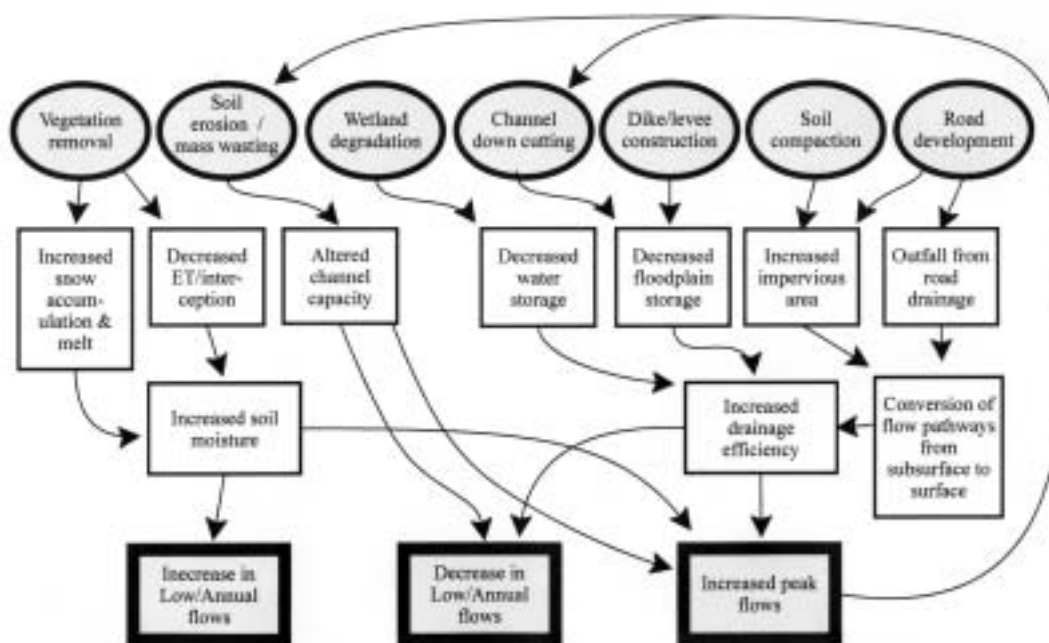 Vegetation
removal
Soil
erosion /
mass wasting
Wetland
degradation
Channel
down cutting
Dike/levee
construction
Soil
compaction
Road
development
Increased
snow
accum-
ulation &
melt
Decreased
ET/inter-
ception
Altered
channel
capacity
Decreased
water
storage
Decreased
floodplain
storage
Increased
impervious
area
Outfall from
road
drainage
Increased soil
moisture
Increased
drainage
efficiency
Conversion of
flow pathways
from
subsurface to
surface
Inecrease in
Low/Annual
flows
Decrease in
Low/Annual
flows
Increased peak
flows